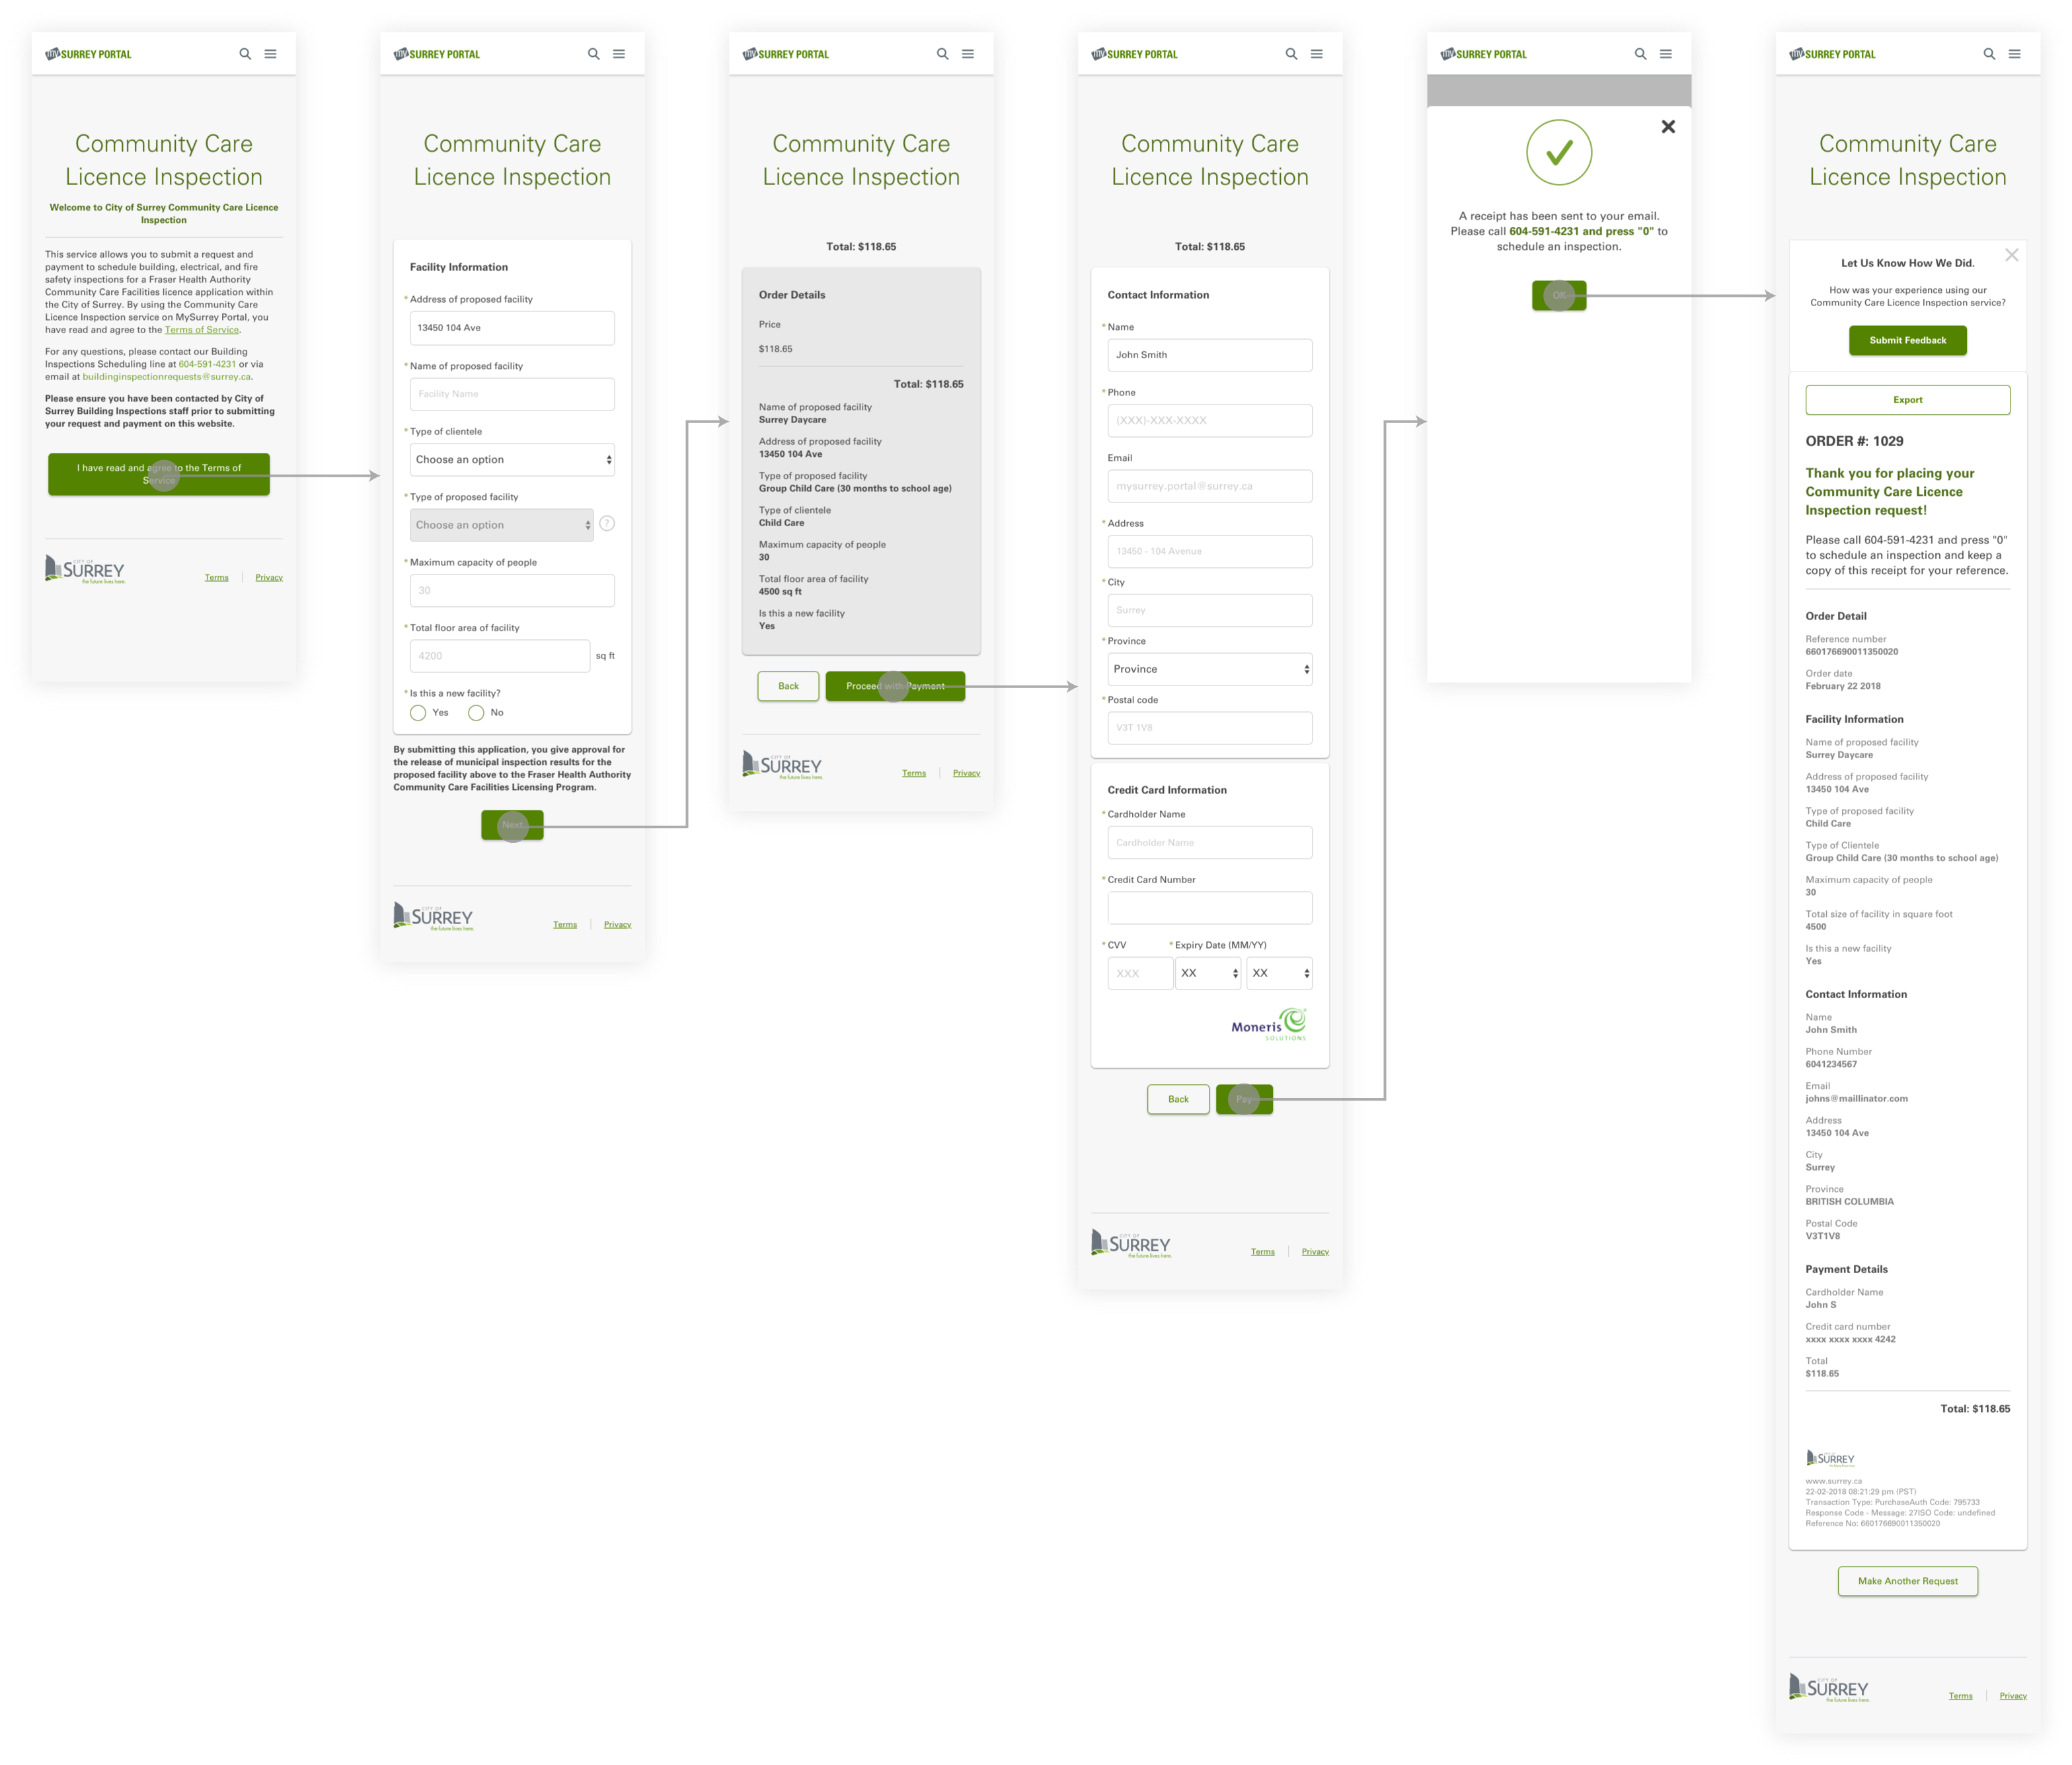 my SURREY PORTAL
Community Care
Licence Inspection
Welcome to City of Surrey Community Care Licence
Inspection
This service allows you to submit a request and
payment to schedule building, electrical, and fire
safety inspections for a Fraser Health Authority
Community Care Facilities licence application within
the City of Surrey. By using the Community Care
Licence Inspection service on MySurrey Portal, you
have read and agree to the Terms of Service.
For any questions, please contact our Building
Inspections Scheduling line at 604-591-4231 or via
email at buildinginspectionrequests@surrey.ca.
Please ensure you have been contacted by City of
Surrey Building Inspections staff prior to submitting
your request and payment on this website.
I have read and agree to the Terms of
Service
CITY OF
SURREY
the future lives here.
Terms
Privacy
my SURREY PORTAL
Community Care
Licence Inspection
Facility Information
* Address of proposed facility
13450 104 Ave
* Name of proposed facility
Facility Name
* Type of clientele
Choose an option
* Type of proposed facility
Choose an option
?
* Maximum capacity of people
30
* Total floor area of facility
4200
sq ft
* Is this a new facility?
Yes
No
By submitting this application, you give approval for
the release of municipal inspection results for the
proposed facility above to the Fraser Health Authority
Community Care Facilities Licensing Program.
Next
CITY OF
SURREY
the future lives here.
Terms
Privacy
my SURREY PORTAL
Community Care
Licence Inspection
Total: $118.65
Order Details
Price
$118.65
Total: $118.65
Name of proposed facility
Surrey Daycare
Address of proposed facility
13450 104 Ave
Type of proposed facility
Group Child Care (30 months to school age)
Type of clientele
Child Care
Maximum capacity of people
30
Total floor area of facility
4500 sq ft
Is this a new facility
Yes
Back
Proceed with Payment
CITY OF
SURREY
the future lives here.
Terms
Privacy
my SURREY PORTAL
Community Care
Licence Inspection
Total: $118.65
Contact Information
* Name
John Smith
* Phone
(XXX)-XXX-XXXX
Email
mysurrey.portal@surrey.ca
* Address
13450 - 104 Avenue
* City
Surrey
* Province
Province
* Postal code
V3T 1V8
Credit Card Information
* Cardholder Name
Cardholder Name
* Credit Card Number
* CVV
* Expiry Date (MM/YY)
XXX
XX
XX
Moneris
SOLUTIONS
Back
Pay
CITY OF
SURREY
the future lives here.
Terms
Privacy
my SURREY PORTAL
A receipt has been sent to your email.
Please call 604-591-4231 and press "0" to
schedule an inspection.
OK
my SURREY PORTAL
Community Care
Licence Inspection
Let Us Know How We Did.
How was your experience using our
Community Care Licence Inspection service?
Submit Feedback
Export
ORDER #: 1029
Thank you for placing your
Community Care Licence
Inspection request!
Please call 604-591-4231 and press "0"
to schedule an inspection and keep a
copy of this receipt for your reference.
Order Detail
Reference number
660176690011350020
Order date
February 22 2018
Facility Information
Name of proposed facility
Surrey Daycare
Address of proposed facility
13450 104 Ave
Type of proposed facility
Child Care
Type of Clientele
Group Child Care (30 months to school age)
Maximum capacity of people
30
Total size of facility in square foot
4500
Is this a new facility
Yes
Contact Information
Name
John Smith
Phone Number
6041234567
Email
johns@maillinator.com
Address
13450 104 Ave
City
Surrey
Province
BRITISH COLUMBIA
Postal Code
V3T1V8
Payment Details
Cardholder Name
John S
Credit card number
xxxx xxxx xxxx 4242
Total
$118.65
Total: $118.65
CITY OF
SURREY
the future lives here.
www.surrey.ca
22-02-2018 08:21:29 pm (PST)
Transaction Type: PurchaseAuth Code: 795733
Response Code - Message: 27ISO Code: undefined
Reference No: 660176690011350020
Make Another Request
CITY OF
SURREY
the future lives here.
Terms
Privacy